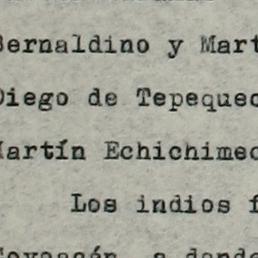 Bernaldino y Mart
Diego de Tepequec
Martín Echichimec
Los indios f